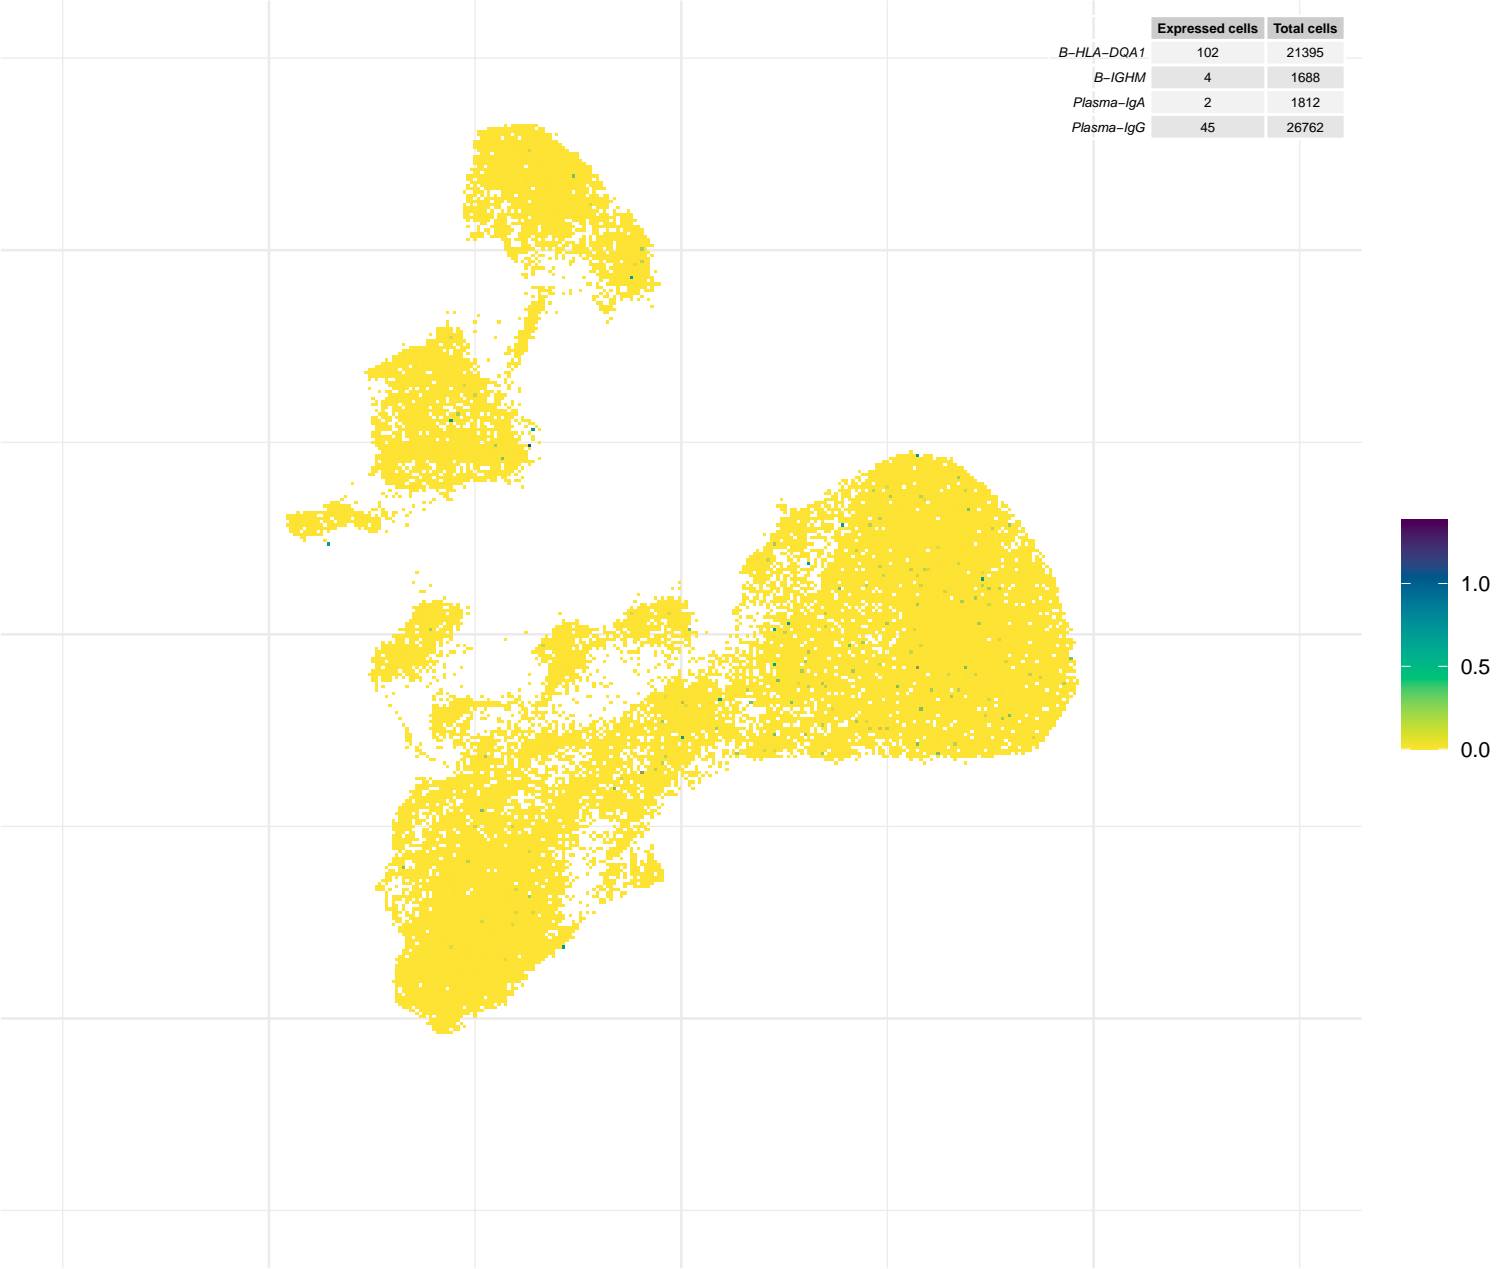 Expressed cells Total cells
B−HLA−DQA1 102 21395
B−IGHM 4 1688
Plasma−IgA 2 1812
Plasma−IgG 45 26762
1.0
0.5
0.0